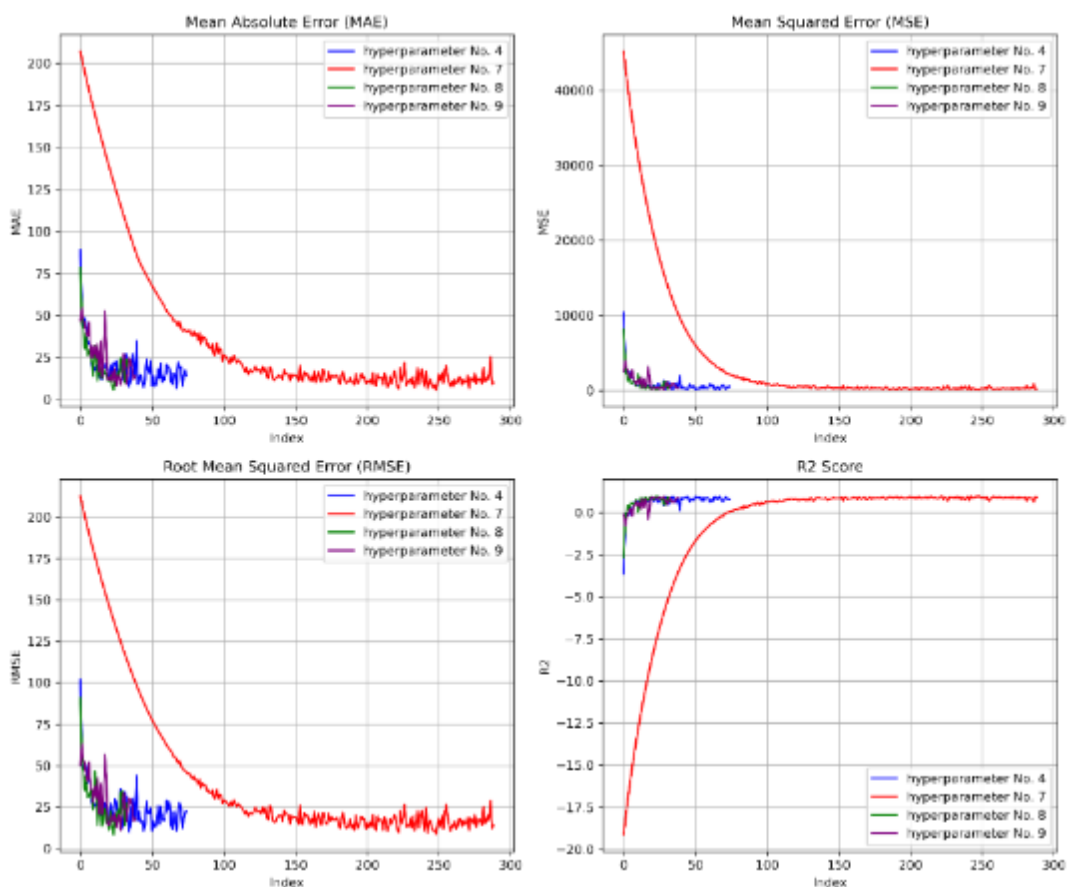 Mean Absolute Error (MAE)
hyperparameter No. 4
hyperparameter No. 7
hyperparameter No. 8
hyperparameter No. 9
200
175
150
125
100
75
50
25
0
MAE
0
50
100
150
200
250
300
Index
Mean Squared Error (MSE)
hyperparameter No. 4
hyperparameter No. 7
hyperparameter No. 8
hyperparameter No. 9
40000
30000
20000
10000
0
MSE
0
50
100
150
200
250
300
Index
Root Mean Squared Error (RMSE)
hyperparameter No. 4
hyperparameter No. 7
hyperparameter No. 8
hyperparameter No. 9
200
175
150
125
100
75
50
25
0
RMSE
0
50
100
150
200
250
300
Index
R2 Score
0.0
−2.5
−5.0
−7.5
−10.0
−12.5
−15.0
−17.5
−20.0
R2
hyperparameter No. 4
hyperparameter No. 7
hyperparameter No. 8
hyperparameter No. 9
0
50
100
150
200
250
300
Index